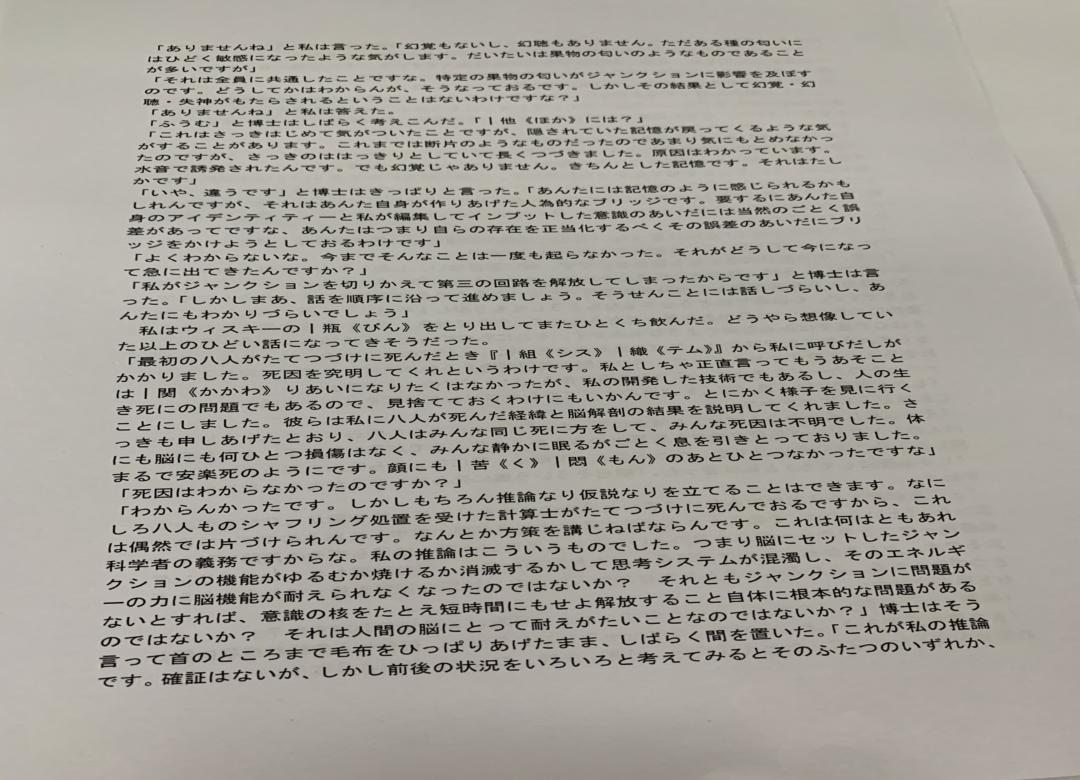 「ありませんね」と私は言った。「幻覚もないし、幻聴もありません。ただある種の匂いに
はひどく敏感になったような気がします。だいたいは果物の匂いのようなものであること
が多いですが」
「それは全員に共通したことですな。特定の果物の匂いがジャンクションに影響を及ぼす
のです。どうしてかはわからんが、そうなっておるです。しかしその結果として幻覚・幻
聴・失神がもたらされるということはないわけですな？」
「ありませんね」と私は答えた。
「ふうむ」と博士はしばらく考えこんだ。「｜他《ほか》には？」
「これはさっきはじめて気がついたことですが、隠されていた記憶が戻ってくるような気
がすることがあります。これまでは断片のようなものだったのであまり気にもとめなかっ
たのですが、さっきのははっきりとしていて長くつづきました。原因はわかっています。
水音で誘発されたんです。でも幻覚じゃありません。きちんとした記憶です。それはたし
かです」
「いや、違うです」と博士はきっぱりと言った。「あんたには記憶のように感じられるかも
しれんですが、それはあんた自身が作りあげた人為的なブリッジです。要するにあんた自
身のアイデンティティーと私が編集してインプットした意識のあいだには当然のごとく誤
差があってですな、あんたはつまり自らの存在を正当化するべくその誤差のあいだにブリ
ッジをかけようとしておるわけです」
「よくわからないな。今までそんなことは一度も起らなかった。それがどうして今になっ
て急に出てきたんですか？」
「私がジャンクションを切りかえて第三の回路を解放してしまったからです」と博士は言
った。「しかしまあ、話を順序に沿って進めましょう。そうせんことには話しづらいし、あ
んたにもわかりづらいでしょう」
　私はウィスキーの｜瓶《びん》をとり出してまたひとくち飲んだ。どうやら想像してい
た以上のひどい話になってきそうだった。
「最初の八人がたてつづけに死んだとき『｜組《シス》｜織《テム》』から私に呼びだしが
かかりました。死因を究明してくれというわけです。私としちゃ正直言ってもうあそこと
は｜関《かかわ》りあいになりたくはなかったが、私の開発した技術でもあるし、人の生
き死にの問題でもあるので、見捨てておくわけにもいかんです。とにかく様子を見に行く
ことにしました。彼らは私に八人が死んだ経緯と脳解剖の結果を説明してくれました。さ
っきも申しあげたとおり、八人はみんな同じ死に方をして、みんな死因は不明でした。体
にも脳にも何ひとつ損傷はなく、みんな静かに眠るがごとく息を引きとっておりました。
まるで安楽死のようにです。顔にも｜苦《く》｜悶《もん》のあとひとつなかったですな」
「死因はわからなかったのですか？」
「わからんかったです。しかしもちろん推論なり仮説なりを立てることはできます。なに
しろ八人ものシャフリング処置を受けた計算士がたてつづけに死んでおるですから、これ
は偶然では片づけられんです。なんとか方策を講じねばならんです。これは何はともあれ
科学者の義務ですからな。私の推論はこういうものでした。つまり脳にセットしたジャン
クションの機能がゆるむか焼けるか消滅するかして思考システムが混濁し、そのエネルギ
ーの力に脳機能が耐えられなくなったのではないか？　それともジャンクションに問題が
ないとすれば、意識の核をたとえ短時間にもせよ解放すること自体に根本的な問題がある
のではないか？　それは人間の脳にとって耐えがたいことなのではないか？」博士はそう
言って首のところまで毛布をひっぱりあげたまま、しばらく間を置いた。「これが私の推論
です。確証はないが、しかし前後の状況をいろいろと考えてみるとそのふたつのいずれか、